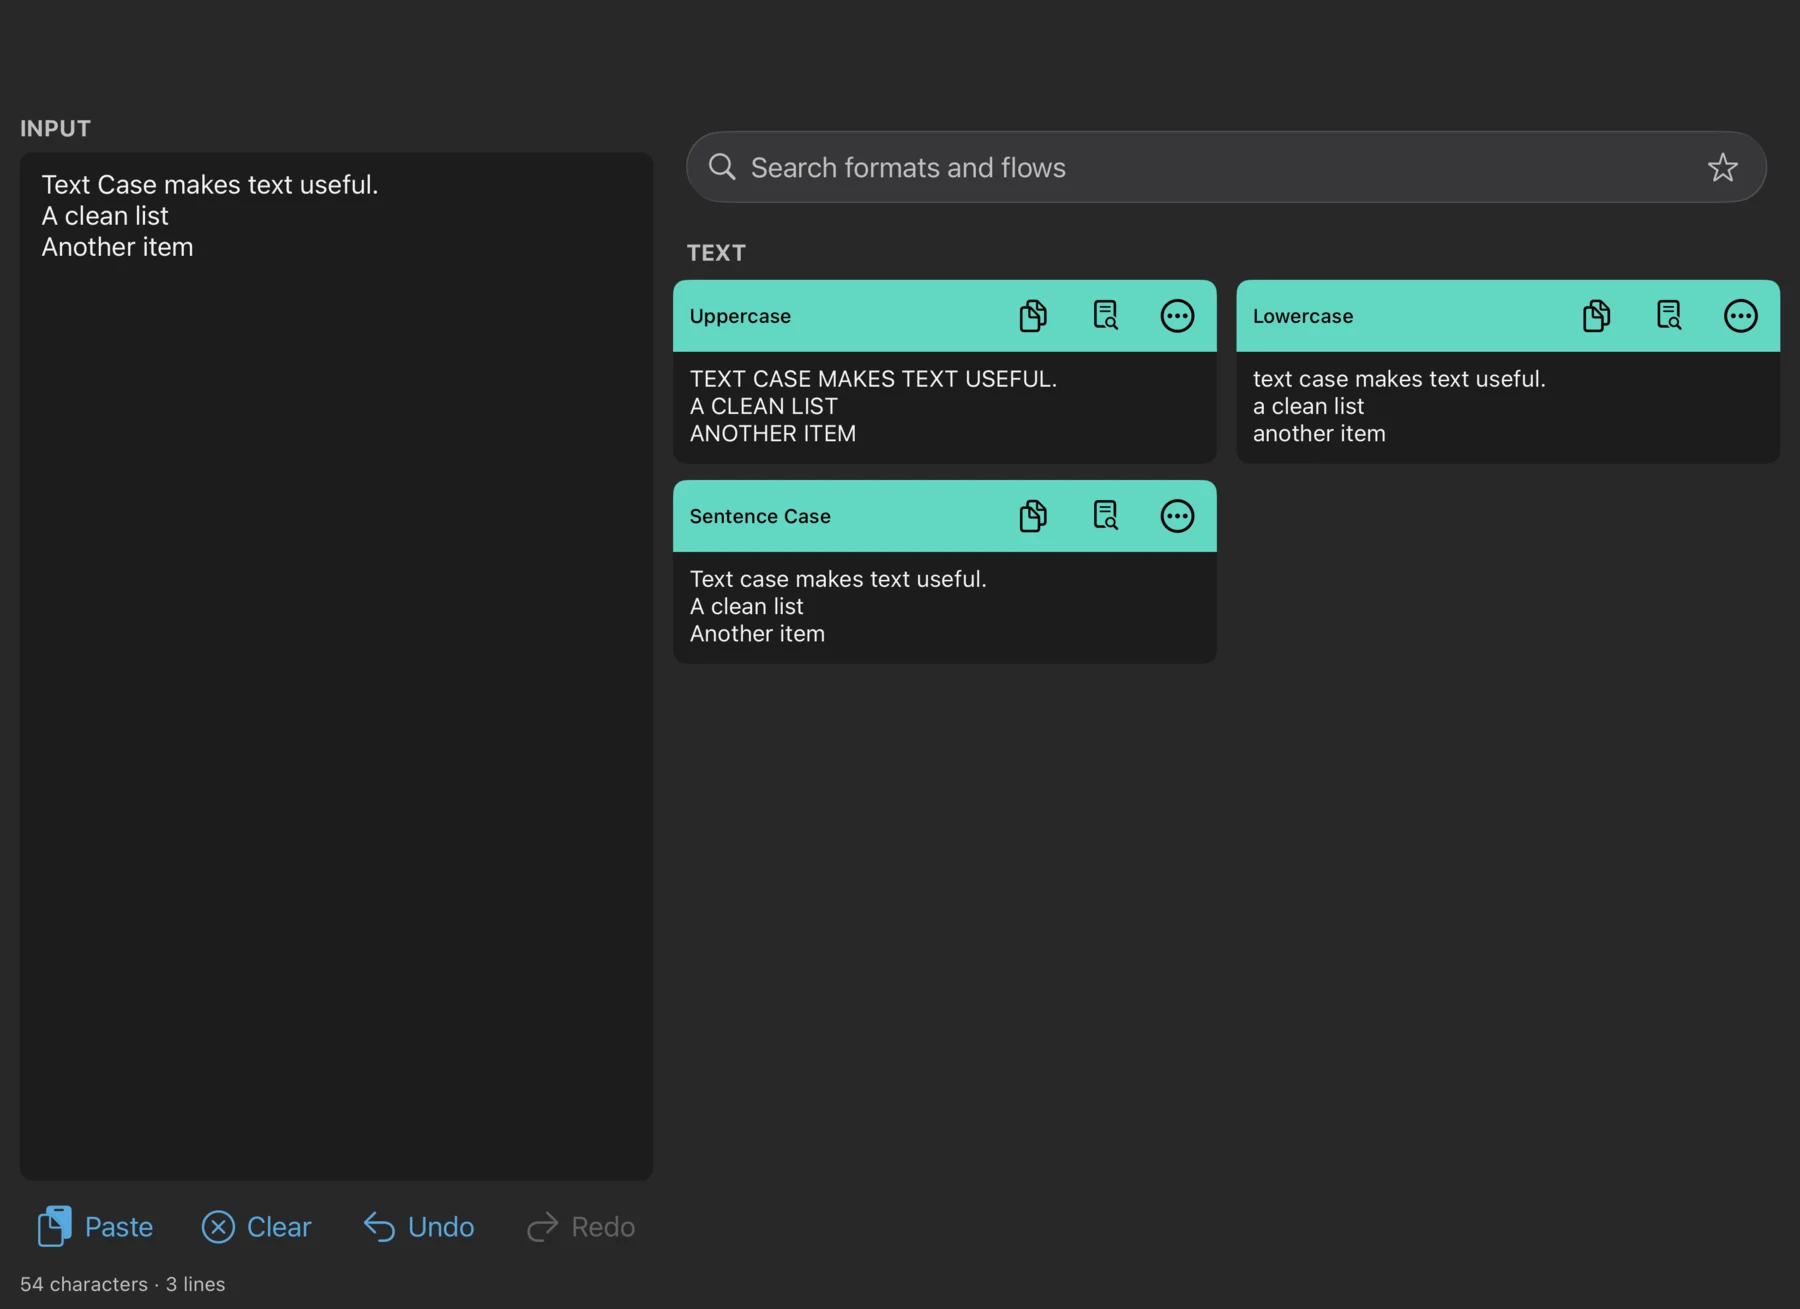 INPUT
Text Case makes text useful.
A clean list
Another item
Paste
Clear
Undo
Redo
54 characters · 3 lines
Search formats and flows
TEXT
Uppercase
TEXT CASE MAKES TEXT USEFUL.
A CLEAN LIST
ANOTHER ITEM
Lowercase
text case makes text useful.
a clean list
another item
Sentence Case
Text case makes text useful.
A clean list
Another item